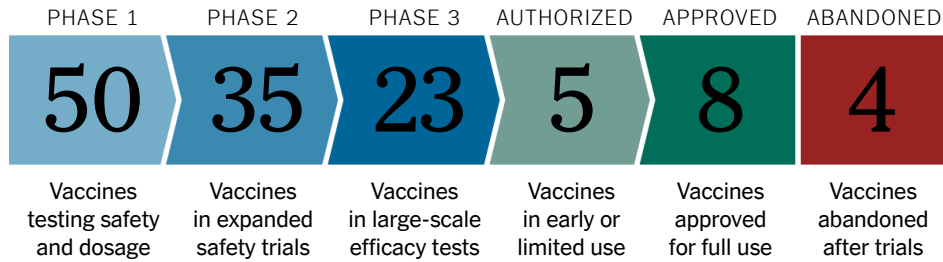 PHASE 1 PHASE 2 PHASE 3 AUTHORIZED APPROVED ABANDONED
50 35 23 5 8 4
Vaccines testing safety and dosage
Vaccines in expanded safety trials
Vaccines in large-scale efficacy tests
Vaccines in early or limited use
Vaccines approved for full use
Vaccines abandoned after trials